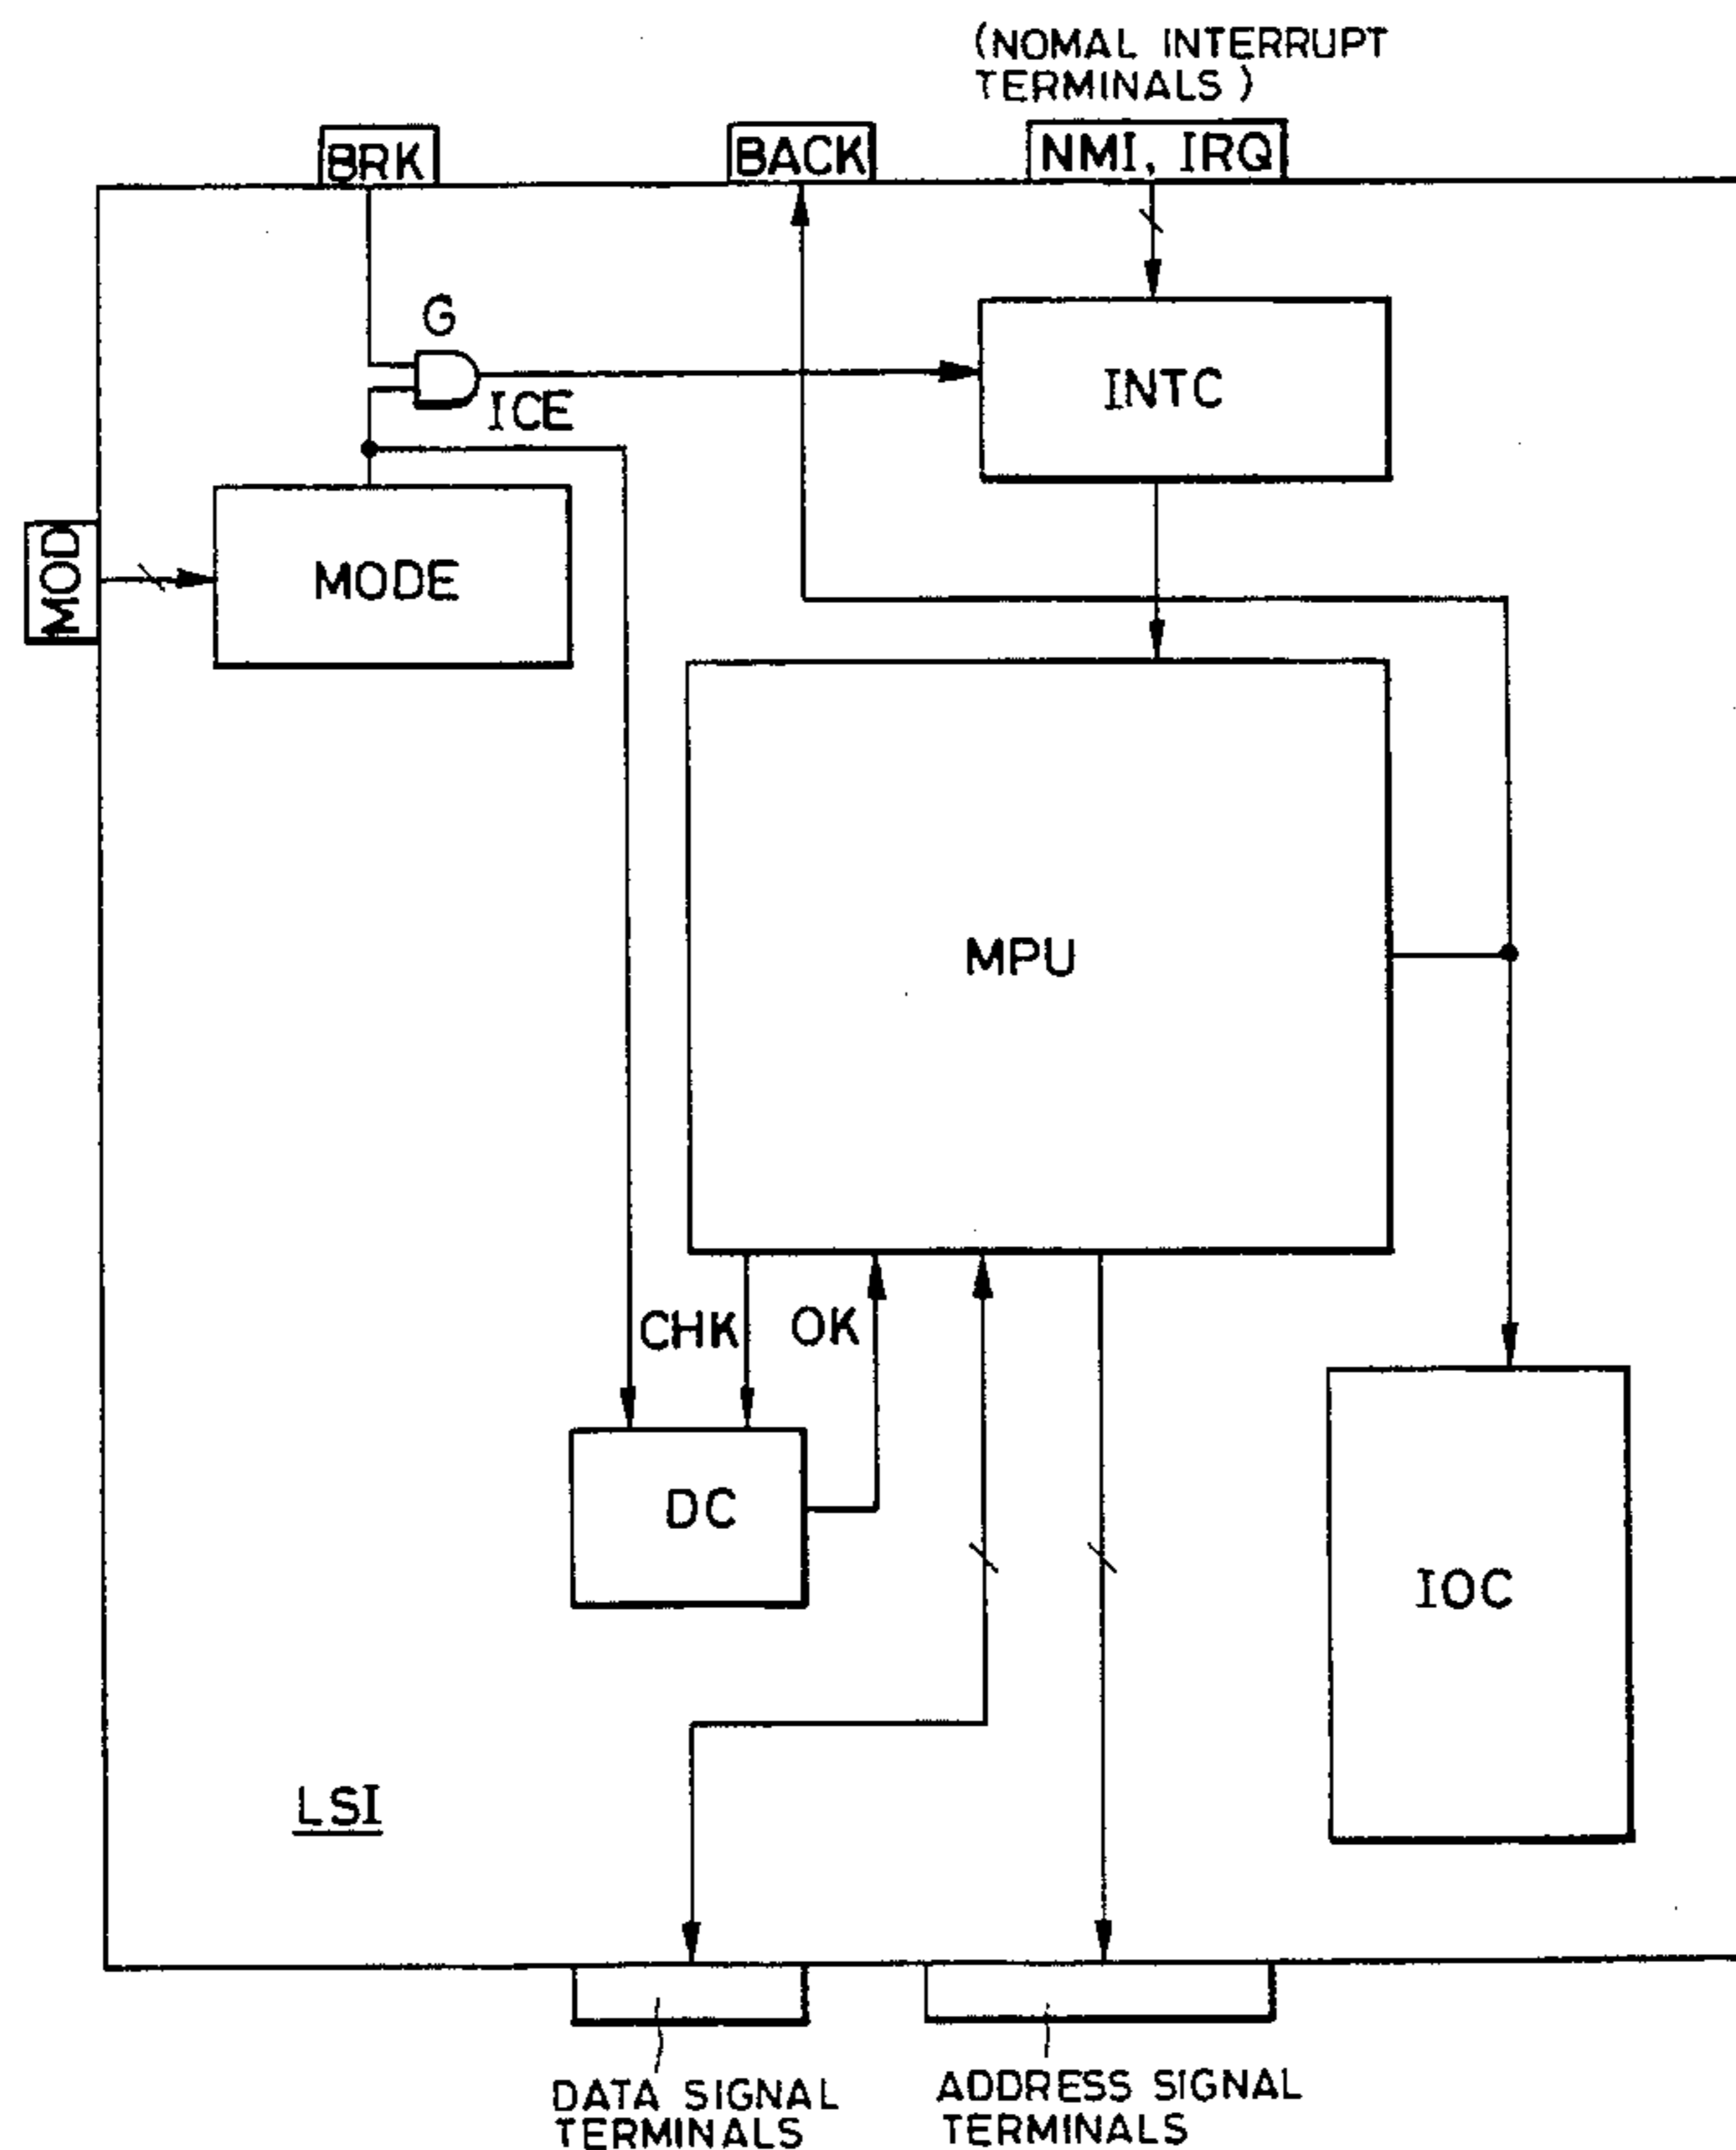 (NOMAL INTERRUPT
TERMINALS)
BRK
BACK
NMI, IRQ
G
ICE
INTC
MOD
MODE
MPU
CHK
OK
DC
IOC
LSI
DATA SIGNAL
TERMINALS
ADDRESS SIGNAL
TERMINALS